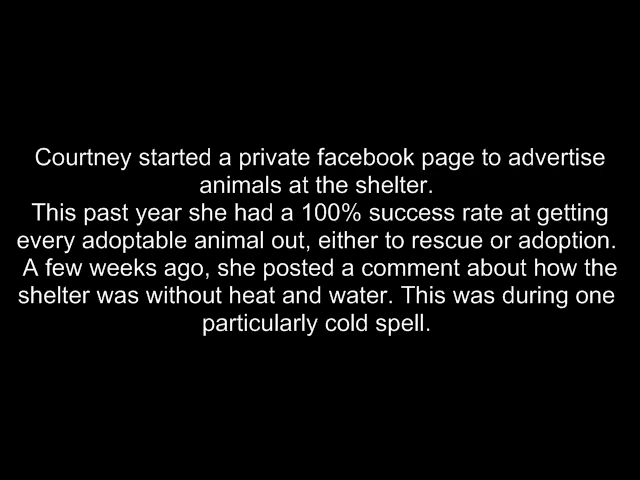 Courtney started a private facebook page to advertise
animals at the shelter.
This past year she had a 100% success rate at getting
every adoptable animal out, either to rescue or adoption.
A few weeks ago, she posted a comment about how the
shelter was without heat and water. This was during one
particularly cold spell.